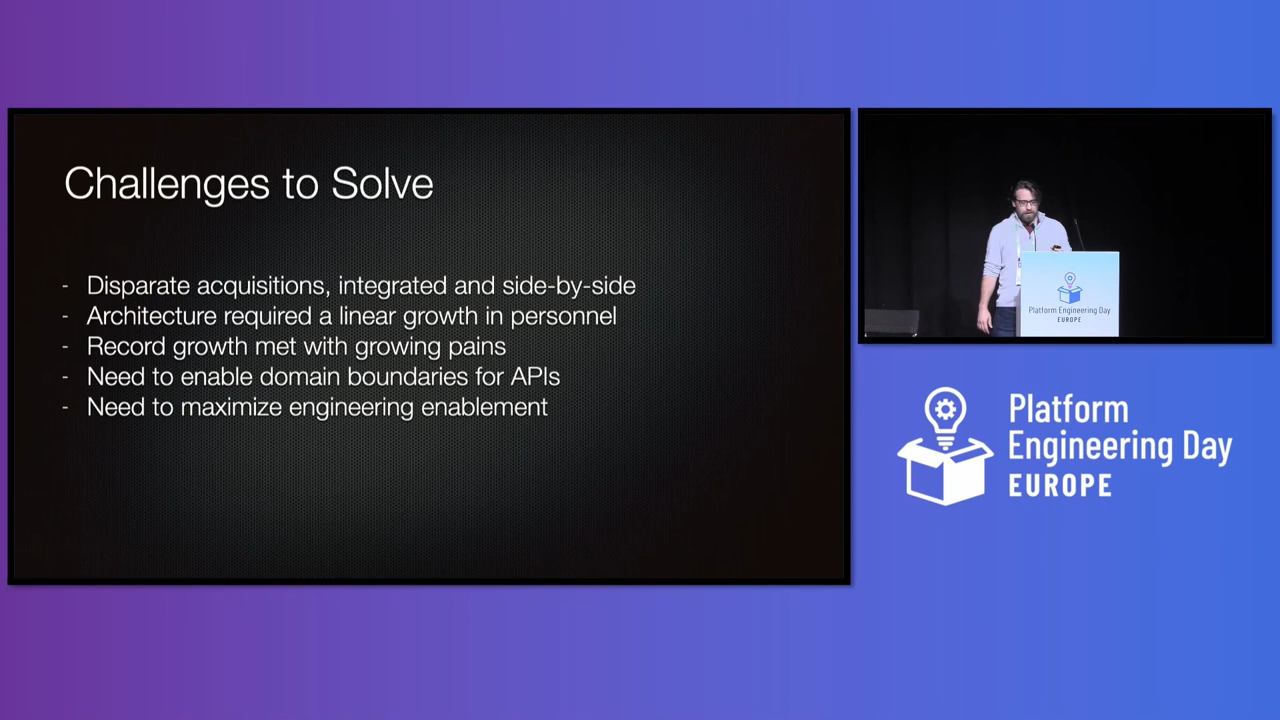 Challenges to Solve
- Disparate acquisitions, integrated and side-by-side
- Architecture required a linear growth in personnel
- Record growth met with growing pains
- Need to enable domain boundaries for APIs
- Need to maximize engineering enablement
Platform Engineering Day
EUROPE
Platform
Engineering Day
EUROPE